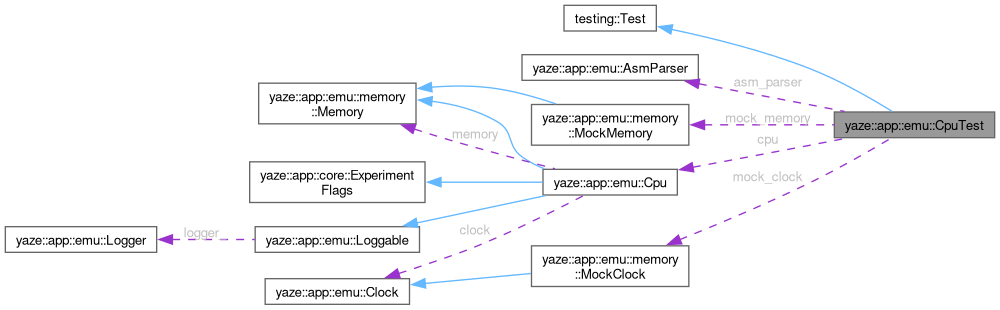 testing::Test
yaze::app::emu::AsmParser
asm_parser
yaze::app::emu::memory
::Memory
yaze::app::emu::memory
::MockMemory
mock_memory
yaze::app::emu::CpuTest
memory
cpu
yaze::app::core::Experiment
Flags
yaze::app::emu::Cpu
mock_clock
yaze::app::emu::Logger
logger
yaze::app::emu::Loggable
clock
yaze::app::emu::memory
::MockClock
yaze::app::emu::Clock